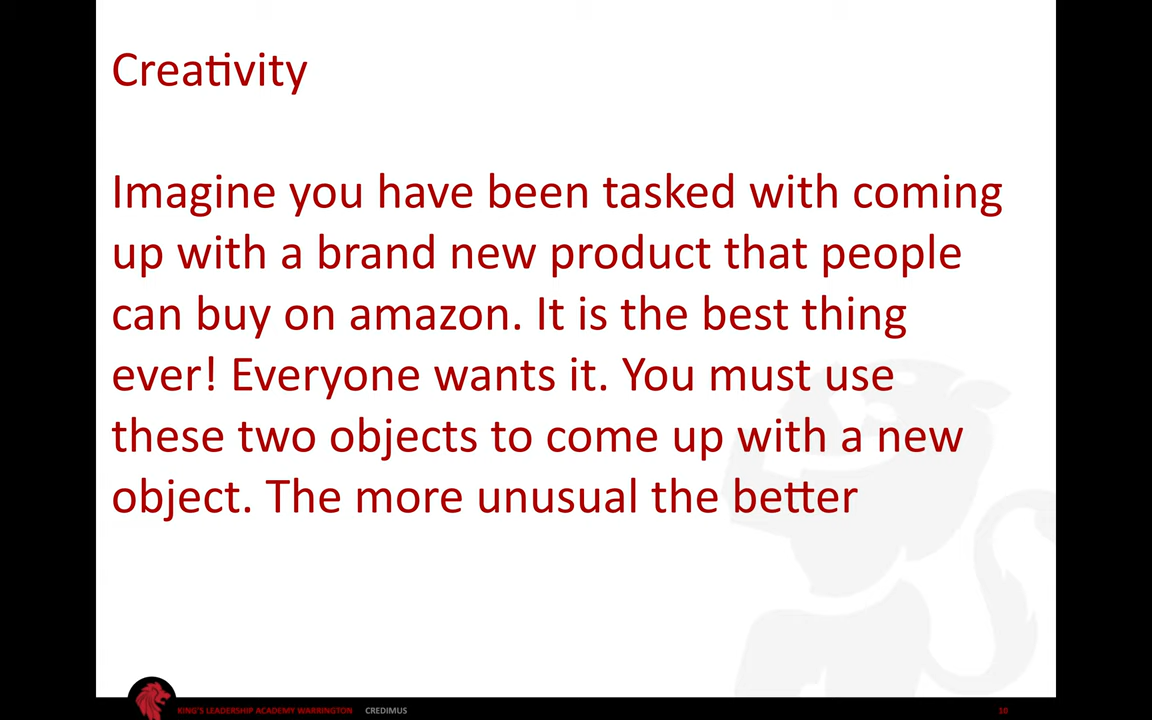 Creativity
Imagine you have been tasked with coming
up with a brand new product that people
can buy on amazon. It is the best thing
ever! Everyone wants it. You must use
these two objects to come up with a new
object. The more unusual the better
KING'S LEADERSHIP ACADEMY WARRINGTON CREDIMUS 18